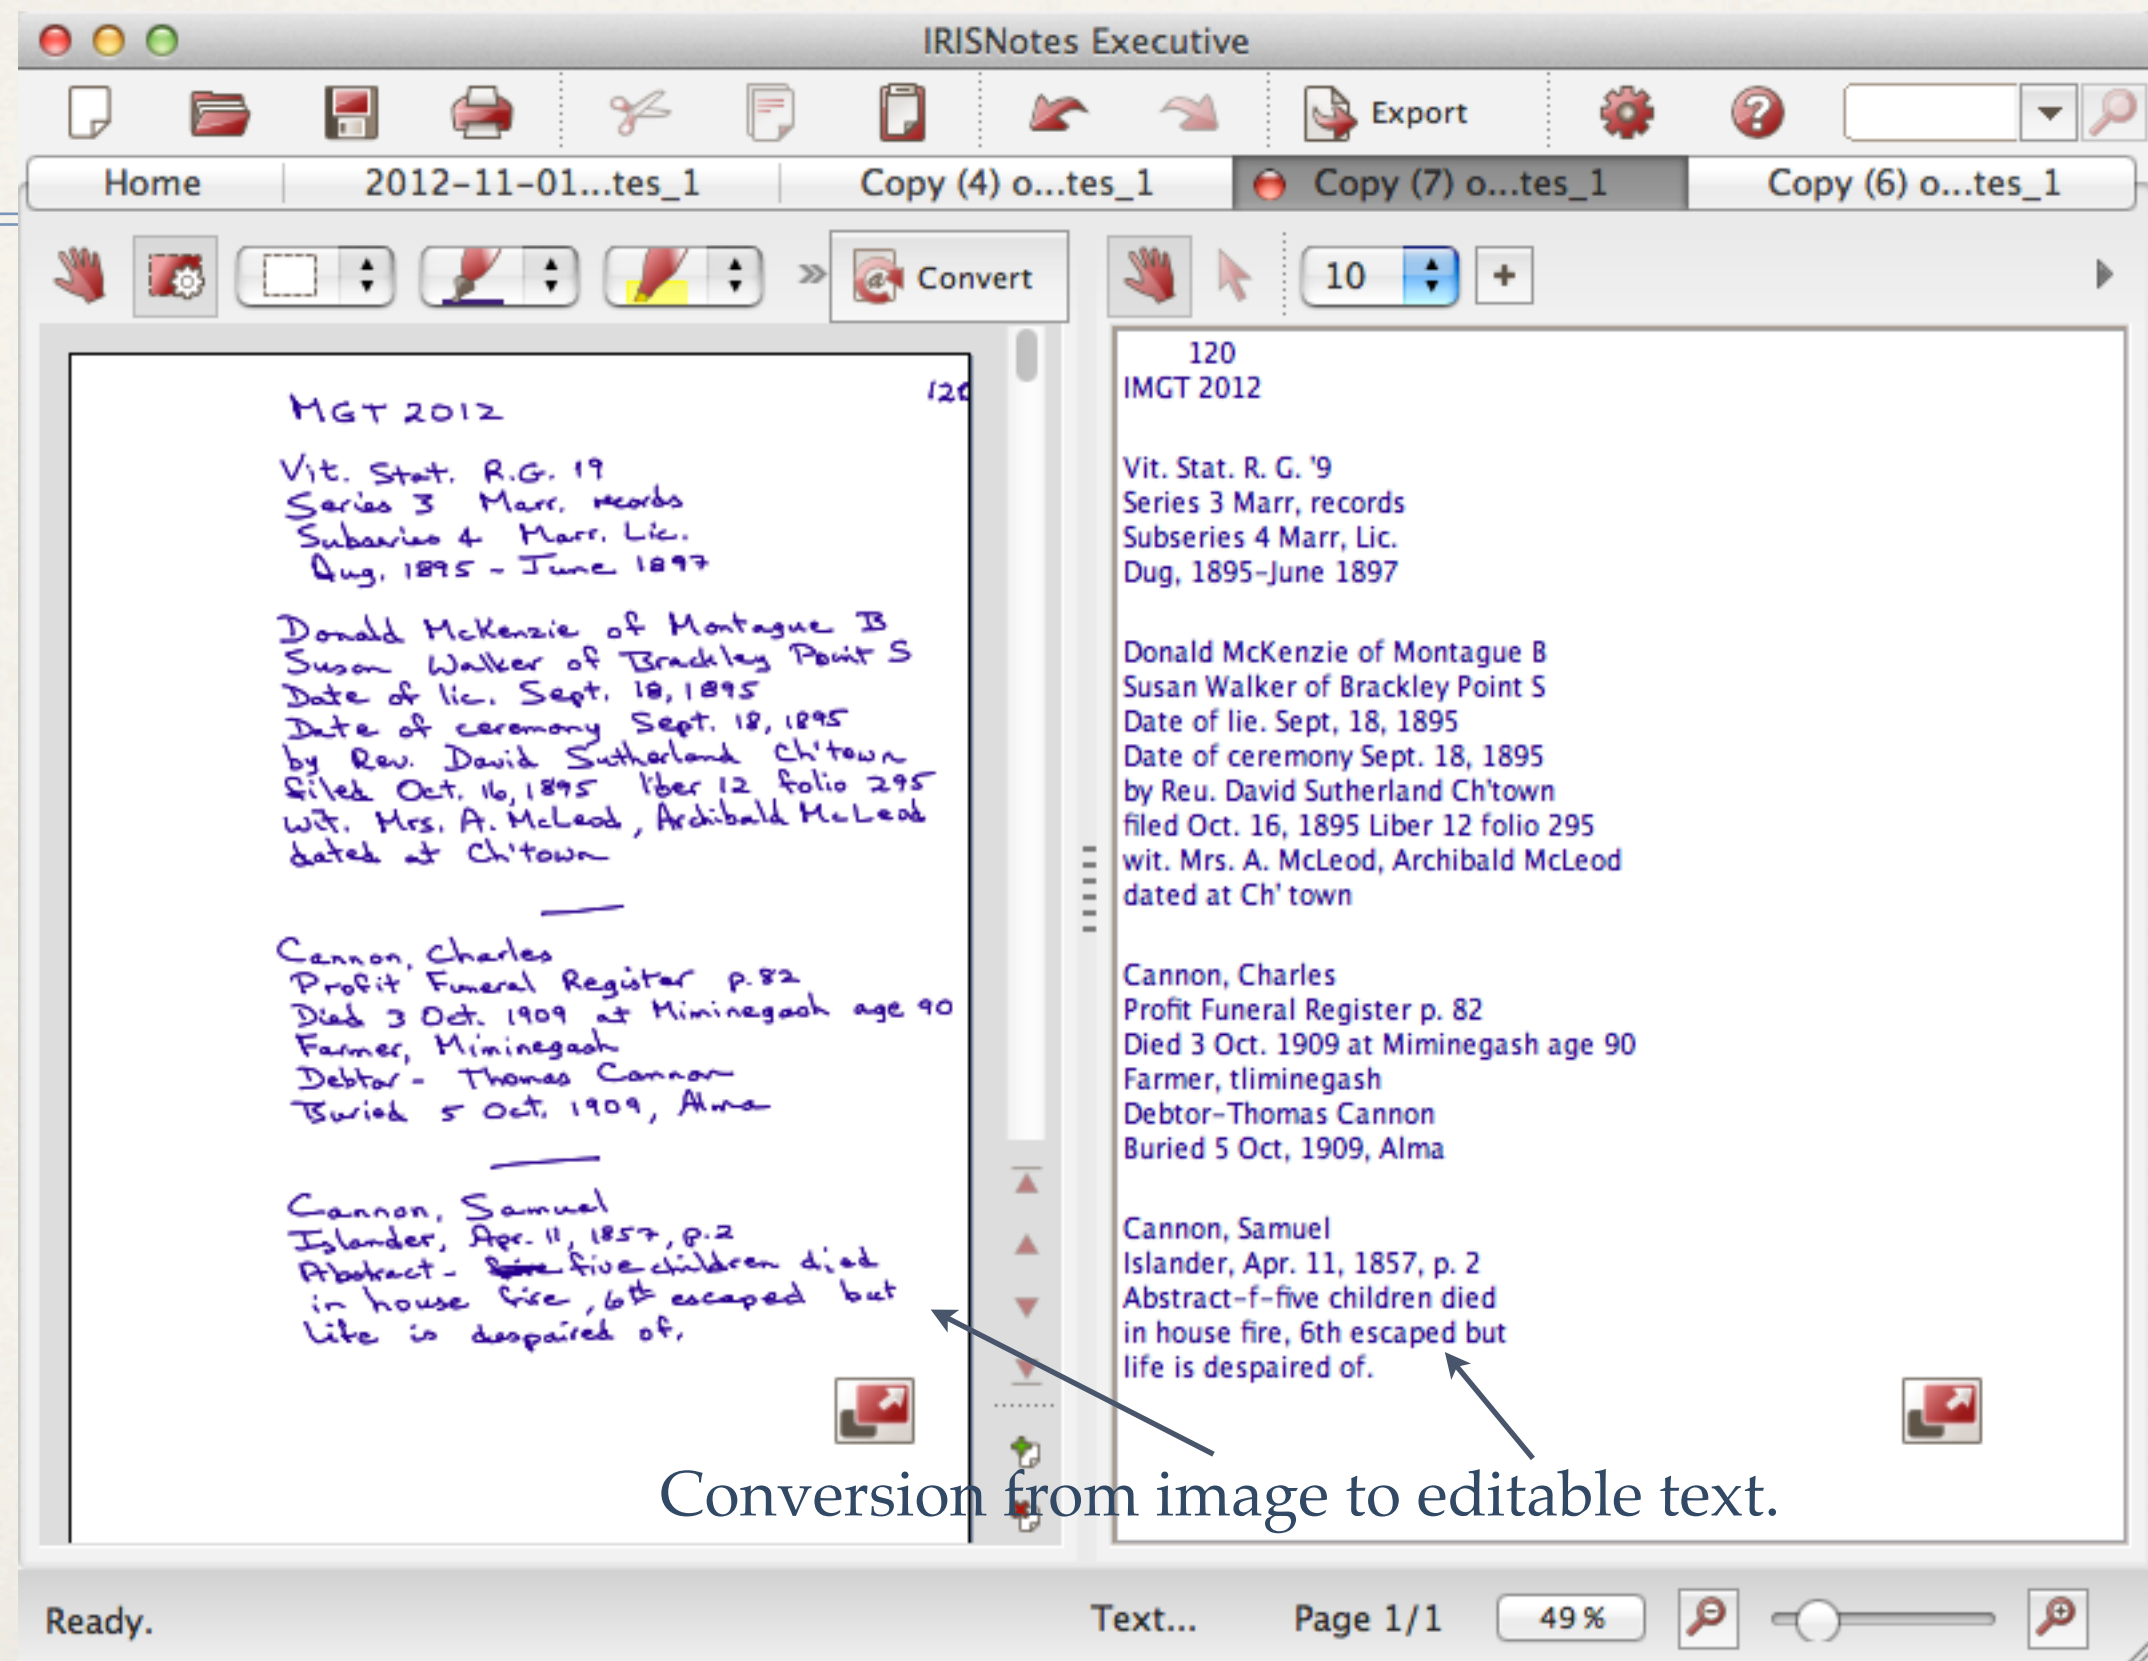 IRISNotes Executive
Export
Home
2012-11-01...tes_1
Copy (4) o...tes_1
Copy (7) o...tes_1
Copy (6) o...tes_1
Convert
10
120
MGT 2012
Vit. Stat. R.G. 19
Series 3 Marr. records
Subseries 4 Marr. Lic.
Aug. 1895 - June 1897
Donald McKenzie of Montague B
Susan Walker of Brackley Point S
Date of lic. Sept. 18, 1895
Date of ceremony Sept. 18, 1895
by Rev. David Sutherland Ch'town
filed Oct. 16, 1895 liber 12 folio 295
wit. Mrs. A. McLeod, Archibald McLeod
dated at Ch'town
Cannon, Charles
Profit Funeral Register p.82
Died 3 Oct. 1909 at Miminegash age 90
Farmer, Miminegash
Debtor - Thomas Cannon
Buried 5 Oct. 1909, Alma
Cannon, Samuel
Islander, Apr. 11, 1857, p.2
Abstract - five children died
in house fire, 6th escaped but
life is despaired of.
120
IMGT 2012
Vit. Stat. R. G. '9
Series 3 Marr, records
Subseries 4 Marr, Lic.
Dug, 1895-June 1897
Donald McKenzie of Montague B
Susan Walker of Brackley Point S
Date of lie. Sept, 18, 1895
Date of ceremony Sept. 18, 1895
by Reu. David Sutherland Ch'town
filed Oct. 16, 1895 Liber 12 folio 295
wit. Mrs. A. McLeod, Archibald McLeod
dated at Ch' town
Cannon, Charles
Profit Funeral Register p. 82
Died 3 Oct. 1909 at Miminegash age 90
Farmer, tliminegash
Debtor-Thomas Cannon
Buried 5 Oct, 1909, Alma
Cannon, Samuel
Islander, Apr. 11, 1857, p. 2
Abstract-f-five children died
in house fire, 6th escaped but
life is despaired of.
Conversion from image to editable text.
Ready.
Text...
Page 1/1
49%